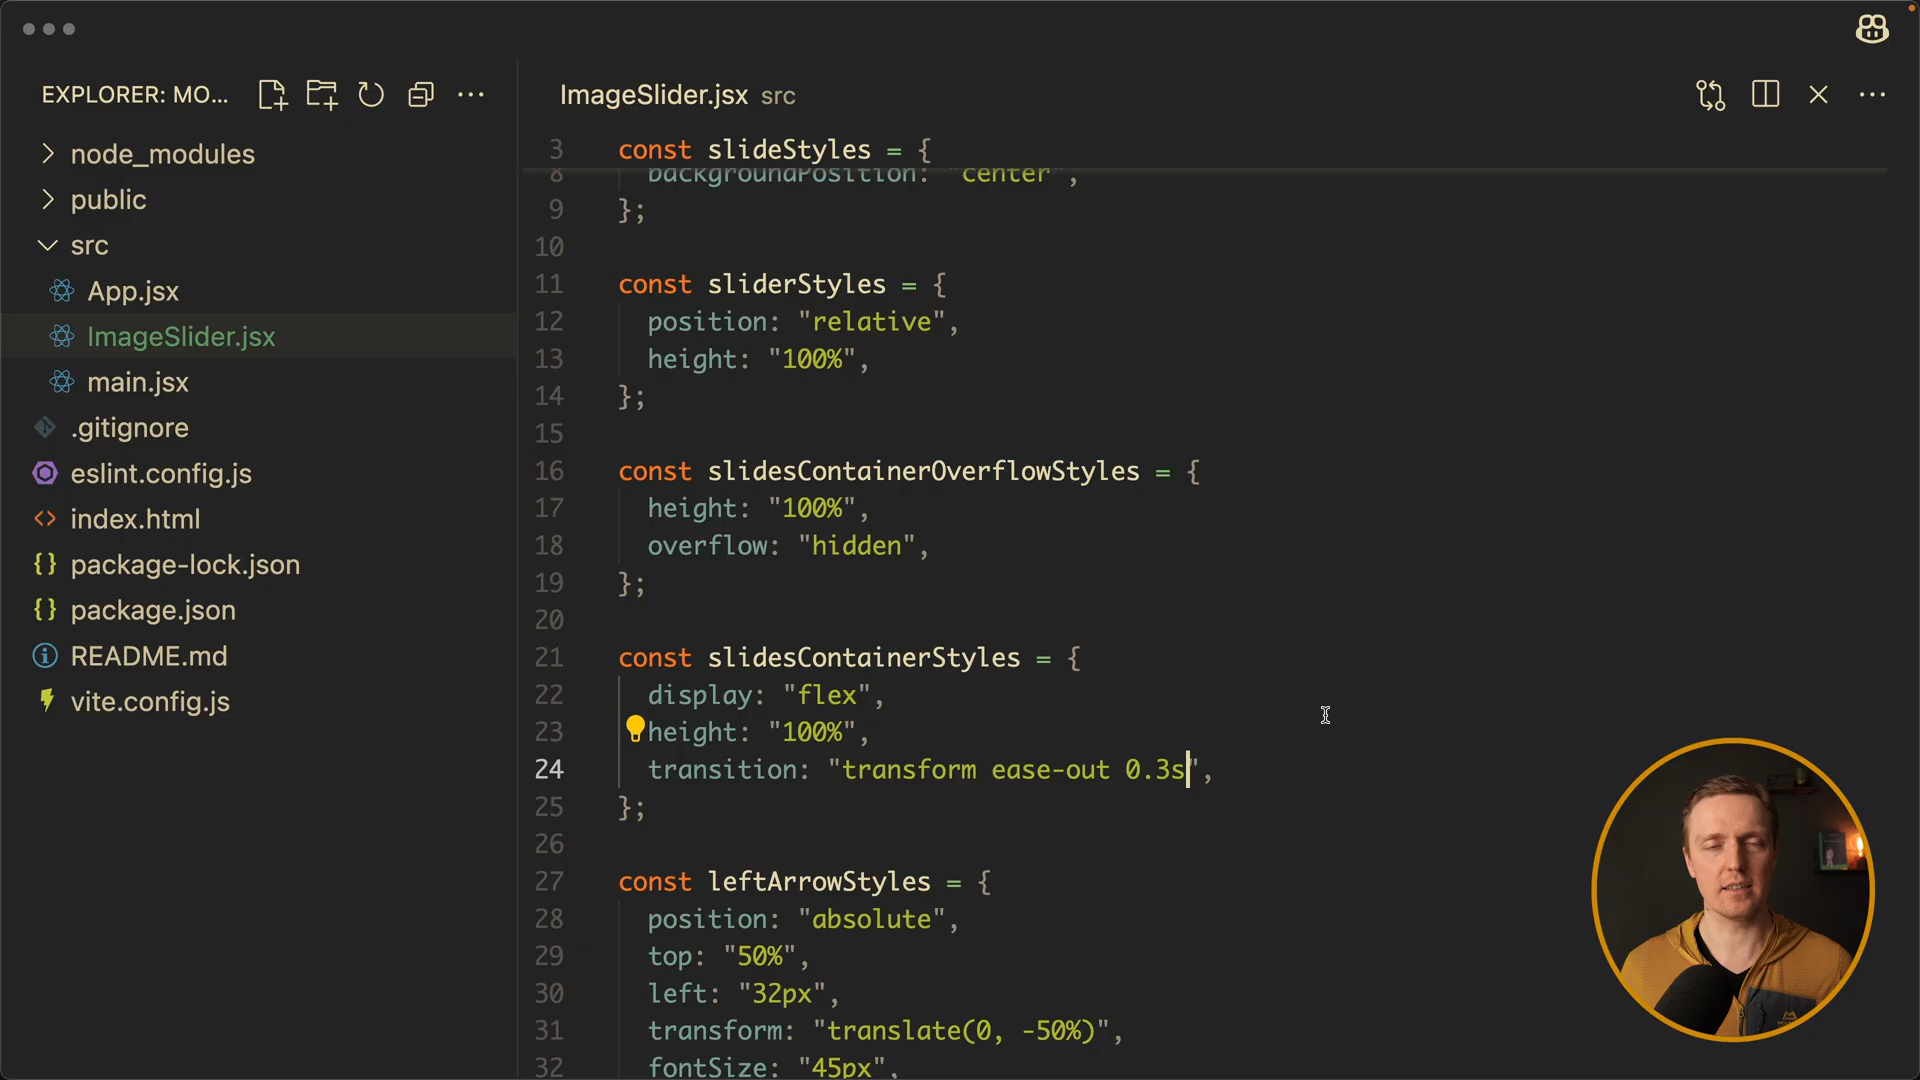 EXPLORER: MO...
node_modules
public
src
App.jsx
ImageSlider.jsx
main.jsx
.gitignore
eslint.config.js
index.html
package-lock.json
package.json
README.md
vite.config.js
ImageSlider.jsx src
3 const slideStyles = {
8 backgroundPosition: "center",
9 };
10
11 const sliderStyles = {
12 position: "relative",
13 height: "100%",
14 };
15
16 const slidesContainerOverflowStyles = {
17 height: "100%",
18 overflow: "hidden",
19 };
20
21 const slidesContainerStyles = {
22 display: "flex",
23 height: "100%",
24 transition: "transform ease-out 0.3s",
25 };
26
27 const leftArrowStyles = {
28 position: "absolute",
29 top: "50%",
30 left: "32px",
31 transform: "translate(0, -50%)",
32 fontSize: "45px",